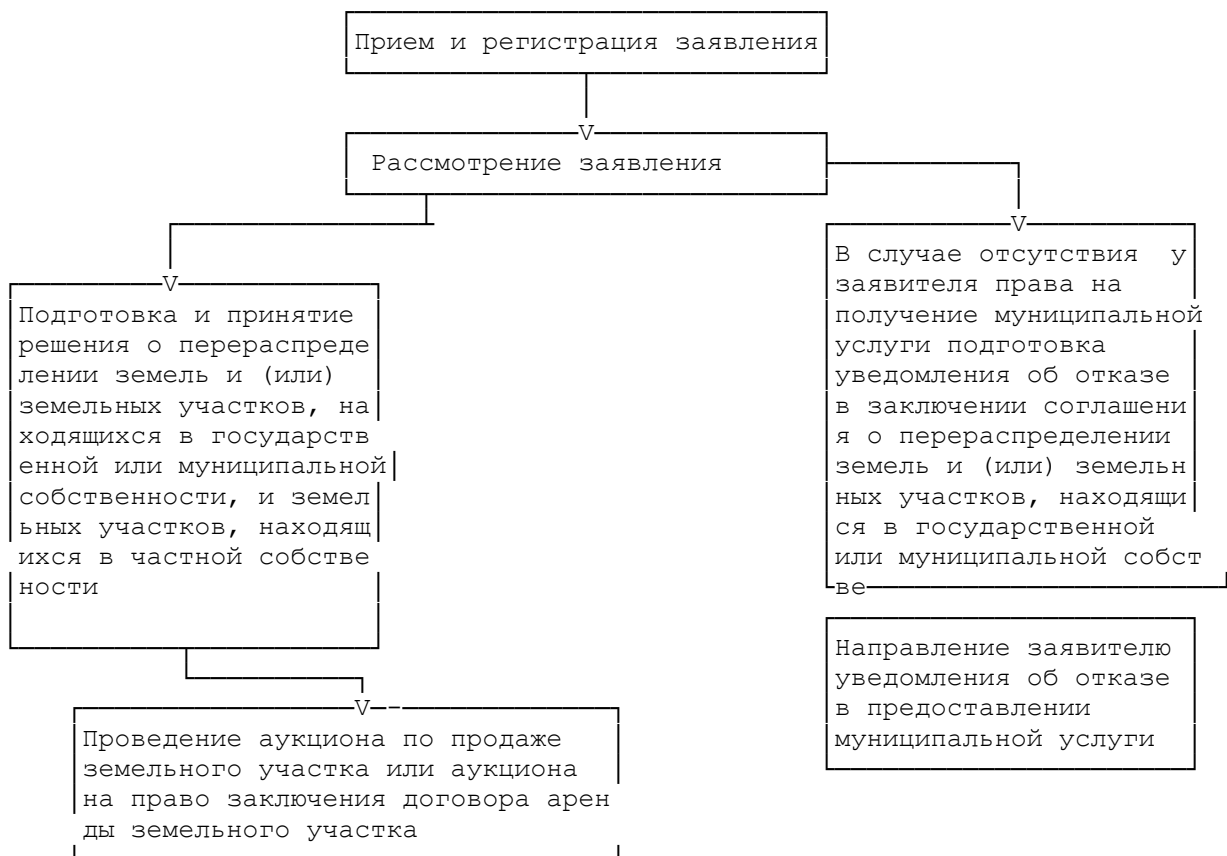 Прием и регистрация заявления
V
Рассмотрение заявления
V
Подготовка и принятие
решения о перераспреде
лении земель и (или)
земельных участков, на
ходящихся в государств
енной или муниципальной
собственности, и земел
ьных участков, находящ
ихся в частной собстве
ности
V
В случае отсутствия у
заявителя права на
получение муниципальной
услуги подготовка
уведомления об отказе
в заключении соглашени
я о перераспределении
земель и (или) земельн
ных участков, находящи
ся в государственной
или муниципальной собст
ве
Направление заявителю
уведомления об отказе
в предоставлении
муниципальной услуги
V–
Проведение аукциона по продаже
земельного участка или аукциона
на право заключения договора арен
ды земельного участка